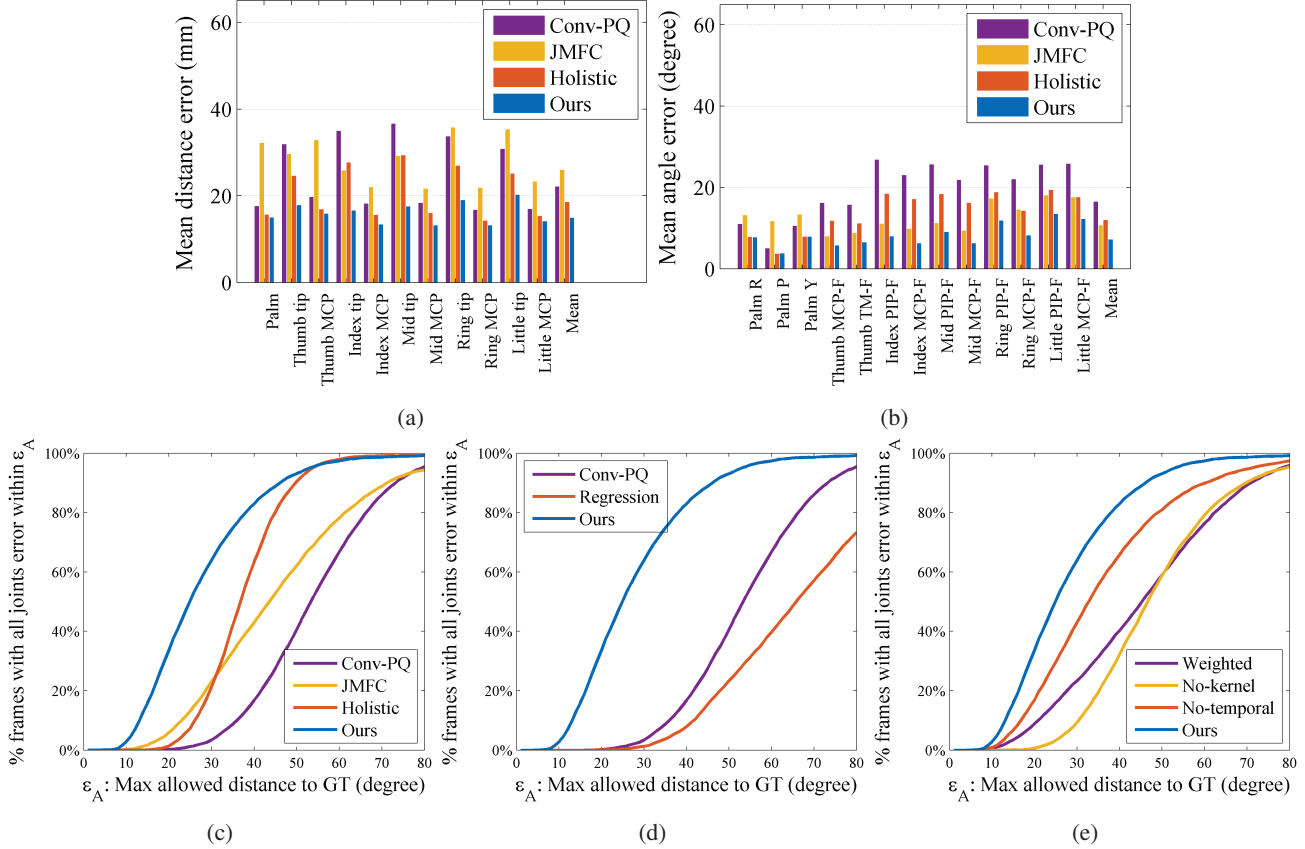 Mean distance error (mm)
60
40
20
0
Conv-PQ
JMFC
Holistic
Ours
Palm
Thumb tip
Thumb MCP
Index tip
Index MCP
Mid tip
Mid MCP
Ring tip
Ring MCP
Little tip
Little MCP
Mean
(a)
Mean angle error (degree)
60
40
20
0
Conv-PQ
JMFC
Holistic
Ours
Palm R
Palm P
Palm Y
Thumb MCP-F
Thumb TM-F
Index PIP-F
Index MCP-F
Mid PIP-F
Mid MCP-F
Ring PIP-F
Ring MCP-F
Little PIP-F
Little MCP-F
Mean
(b)
% frames with all joints error within ε_A
100%
80%
60%
40%
20%
0%
Conv-PQ
JMFC
Holistic
Ours
0 10 20 30 40 50 60 70 80
ε_A: Max allowed distance to GT (degree)
(c)
% frames with all joints error within ε_A
100%
80%
60%
40%
20%
0%
Conv-PQ
Regression
Ours
0 10 20 30 40 50 60 70 80
ε_A: Max allowed distance to GT (degree)
(d)
% frames with all joints error within ε_A
100%
80%
60%
40%
20%
0%
Weighted
No-kernel
No-temporal
Ours
0 10 20 30 40 50 60 70 80
ε_A: Max allowed distance to GT (degree)
(e)